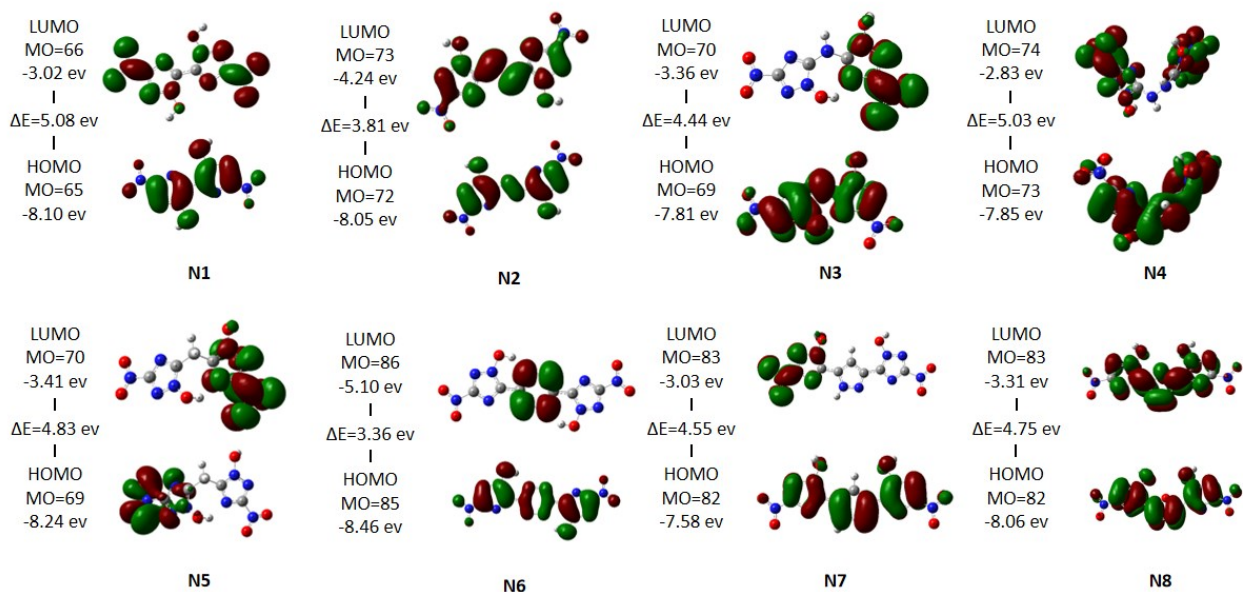 LUMO
MO=66
-3.02 ev
ΔE=5.08 ev
HOMO
MO=65
-8.10 ev
N1
LUMO
MO=73
-4.24 ev
ΔE=3.81 ev
HOMO
MO=72
-8.05 ev
N2
LUMO
MO=70
-3.36 ev
ΔE=4.44 ev
HOMO
MO=69
-7.81 ev
N3
LUMO
MO=74
-2.83 ev
ΔE=5.03 ev
HOMO
MO=73
-7.85 ev
N4
LUMO
MO=70
-3.41 ev
ΔE=4.83 ev
HOMO
MO=69
-8.24 ev
N5
LUMO
MO=86
-5.10 ev
ΔE=3.36 ev
HOMO
MO=85
-8.46 ev
N6
LUMO
MO=83
-3.03 ev
ΔE=4.55 ev
HOMO
MO=82
-7.58 ev
N7
LUMO
MO=83
-3.31 ev
ΔE=4.75 ev
HOMO
MO=82
-8.06 ev
N8